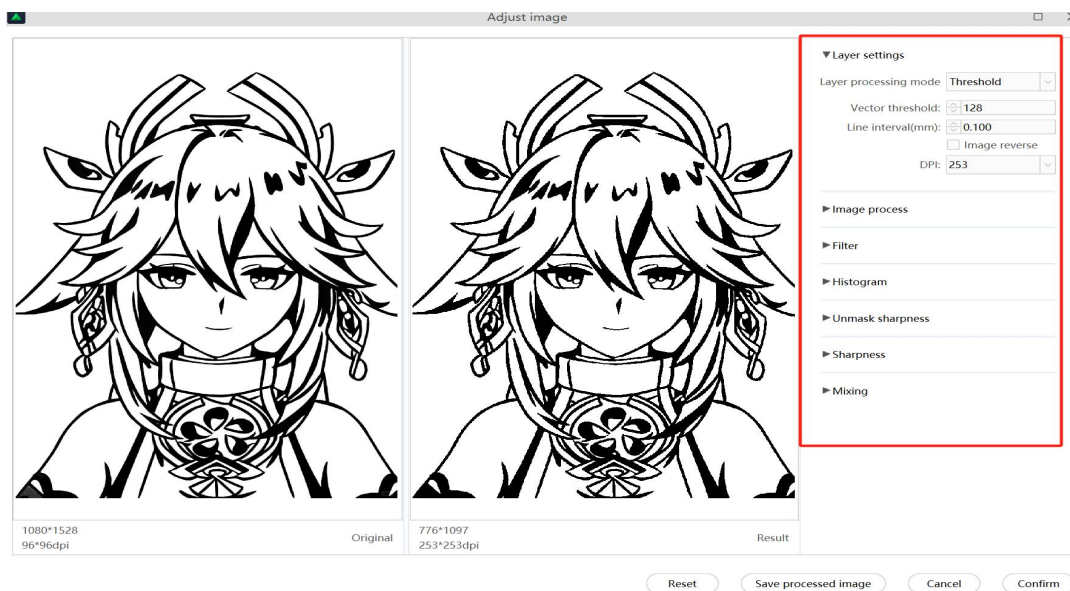 Adjust image
▼Layer settings
Layer processing mode Threshold
Vector threshold: 128
Line interval(mm): 0.100
Image reverse
DPI: 253
►Image process
►Filter
►Histogram
►Unmask sharpness
►Sharpness
►Mixing
1080*1528
96*96dpi
Original
776*1097
253*253dpi
Result
Reset
Save processed image
Cancel
Confirm